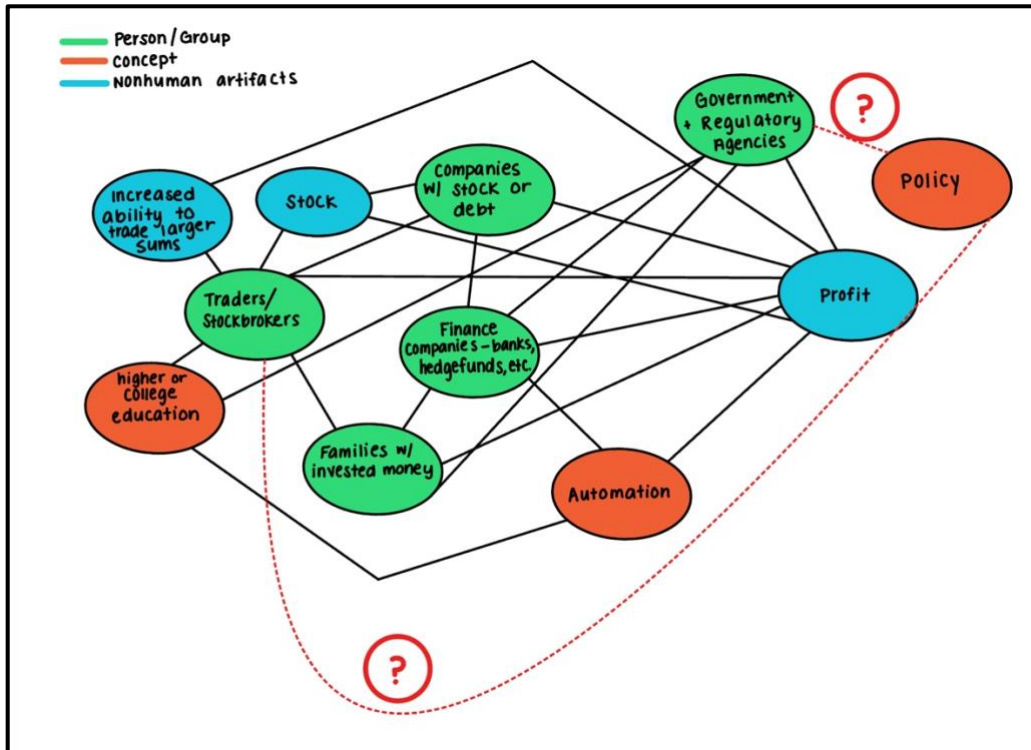 Person/Group
Concept
Nonhuman artifacts
Government
+ Regulatory
Agencies
?
Policy
Companies
w/ stock or
debt
Stock
Increased
ability to
trade larger
sums
Profit
Traders/
Stockbrokers
Finance
companies-banks,
hedgefunds, etc.
higher or
College
education
Families w/
invested money
Automation
?